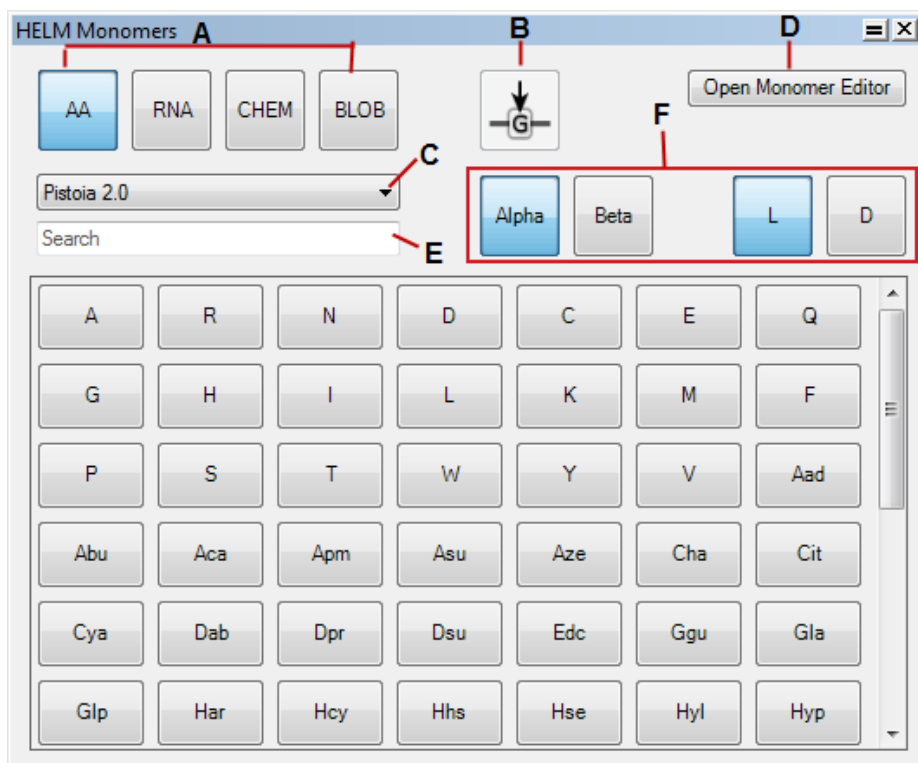 HELM Monomers A B D
AA RNA CHEM BLOB G Open Monomer Editor
F
C
Pistoia 2.0 Alpha Beta L D
Search E
A R N D C E Q
G H I L K M F
P S T W Y V Aad
Abu Aca Apm Asu Aze Cha Cit
Cya Dab Dpr Dsu Edc Ggu Gla
Glp Har Hcy Hhs Hse Hyl Hyp